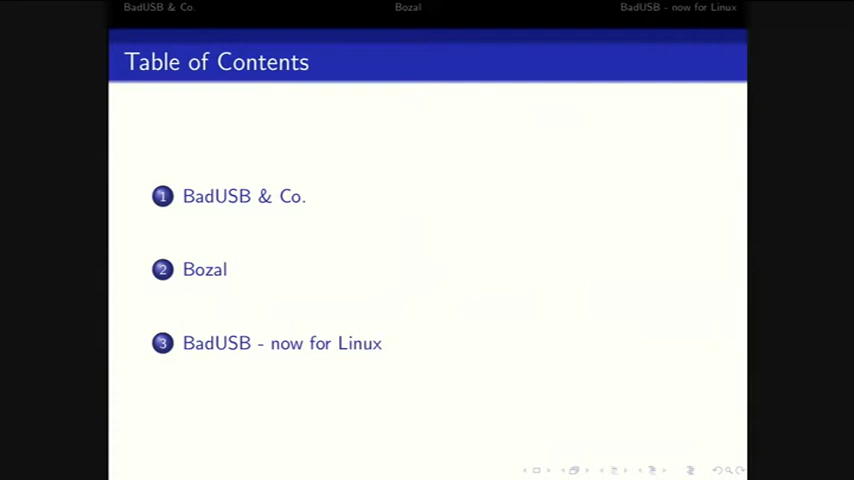 BadUSB & Co. Bozal BadUSB - now for Linux
Table of Contents
1 BadUSB & Co.
2 Bozal
3 BadUSB - now for Linux